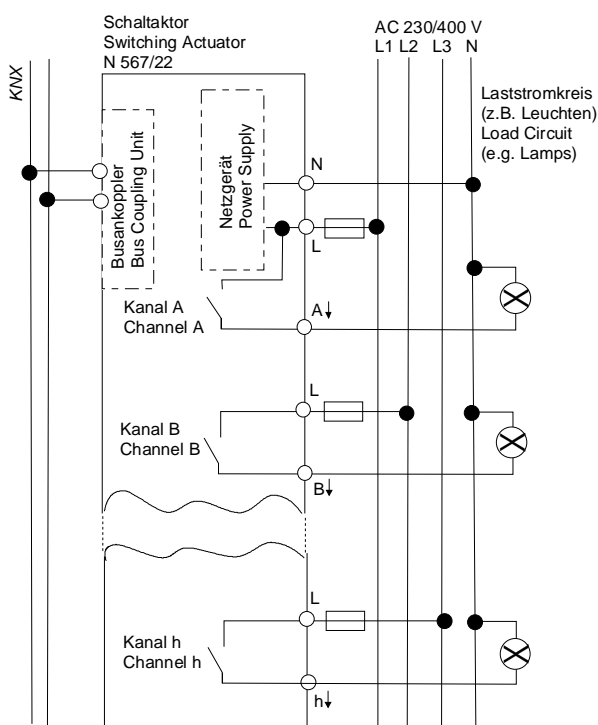 Schaltaktor
Switching Actuator
N 567/22
AC 230/400 V
L1 L2 L3 N
KNX
Laststromkreis
(z.B. Leuchten)
Load Circuit
(e.g. Lamps)
Busankoppler
Bus Coupling Unit
Netzgerät
Power Supply
N
L
Kanal A
Channel A
A↓
L
Kanal B
Channel B
B↓
L
Kanal h
Channel h
h↓